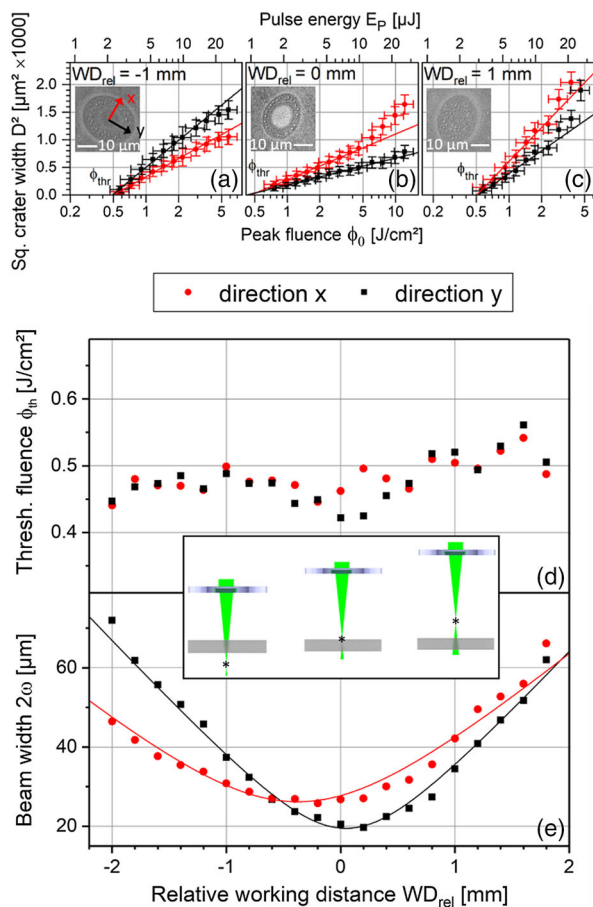 Pulse energy E_P [µJ]
1 3 5 10 20 1 3 5 10 20 1 3 5 10 20
Sq. crater width D² [µm² ×1000]
2.0
1.5
1.0
0.5
0.0
WD_rel = -1 mm
x
y
10 µm
ϕ_thr
(a)
WD_rel = 0 mm
10 µm
ϕ_thr
(b)
WD_rel = 1 mm
10 µm
ϕ_thr
(c)
0.2 0.5 1 2 5 0.5 1 2 5 10 0.2 0.5 1 2 5
Peak fluence ϕ_0 [J/cm²]
direction x direction y
Thresh. fluence ϕ_th [J/cm²]
0.6
0.5
0.4
(d)
*
*
*
Beam width 2ω [µm]
60
40
20
(e)
-2 -1 0 1 2
Relative working distance WD_rel [mm]